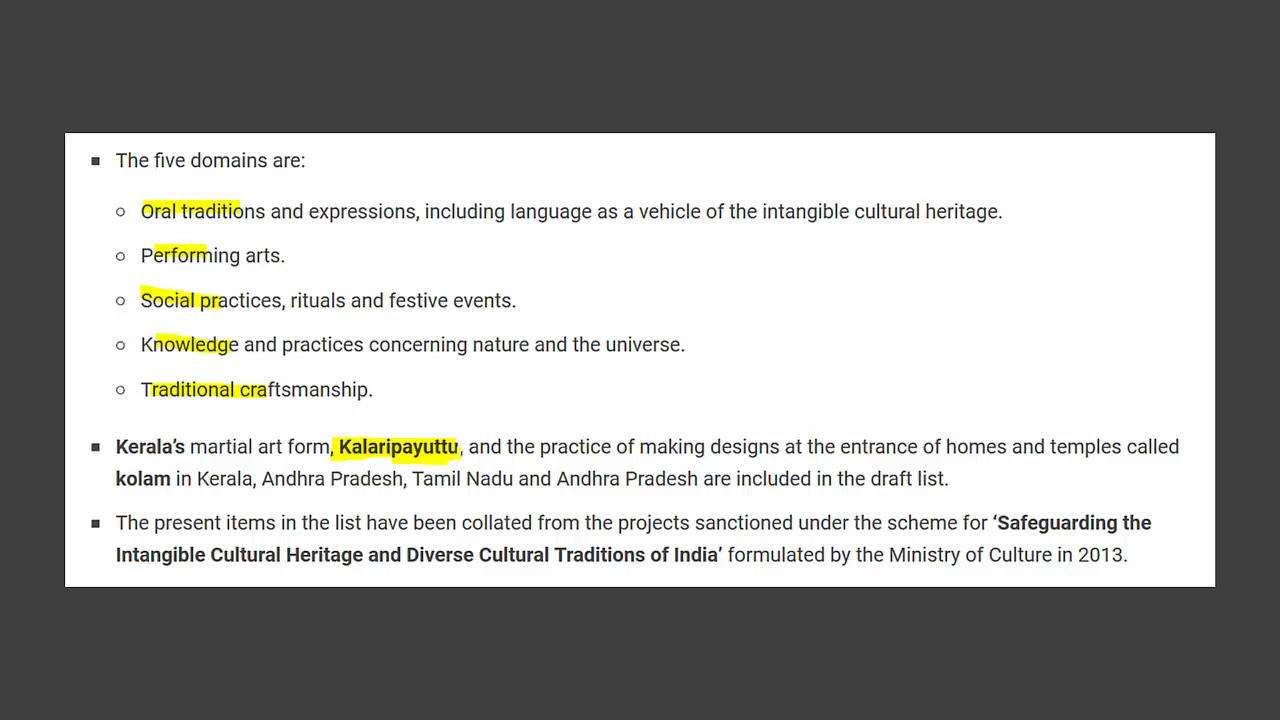 The five domains are:
Oral traditions and expressions, including language as a vehicle of the intangible cultural heritage.
Performing arts.
Social practices, rituals and festive events.
Knowledge and practices concerning nature and the universe.
Traditional craftsmanship.
Kerala’s martial art form, Kalaripayuttu, and the practice of making designs at the entrance of homes and temples called
kolam in Kerala, Andhra Pradesh, Tamil Nadu and Andhra Pradesh are included in the draft list.
The present items in the list have been collated from the projects sanctioned under the scheme for ‘Safeguarding the
Intangible Cultural Heritage and Diverse Cultural Traditions of India’ formulated by the Ministry of Culture in 2013.